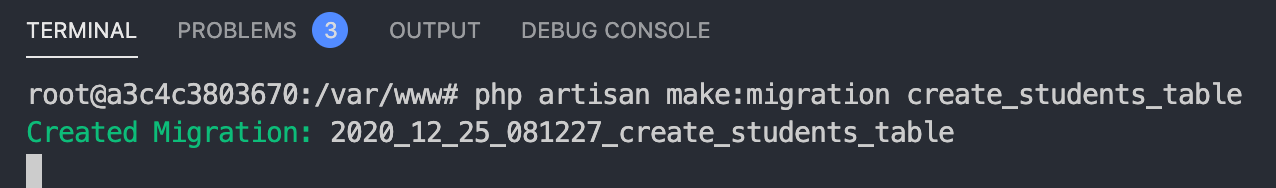 TERMINAL PROBLEMS 3 OUTPUT DEBUG CONSOLE
root@a3c4c3803670:/var/www# php artisan make:migration create_students_table
Created Migration: 2020_12_25_081227_create_students_table